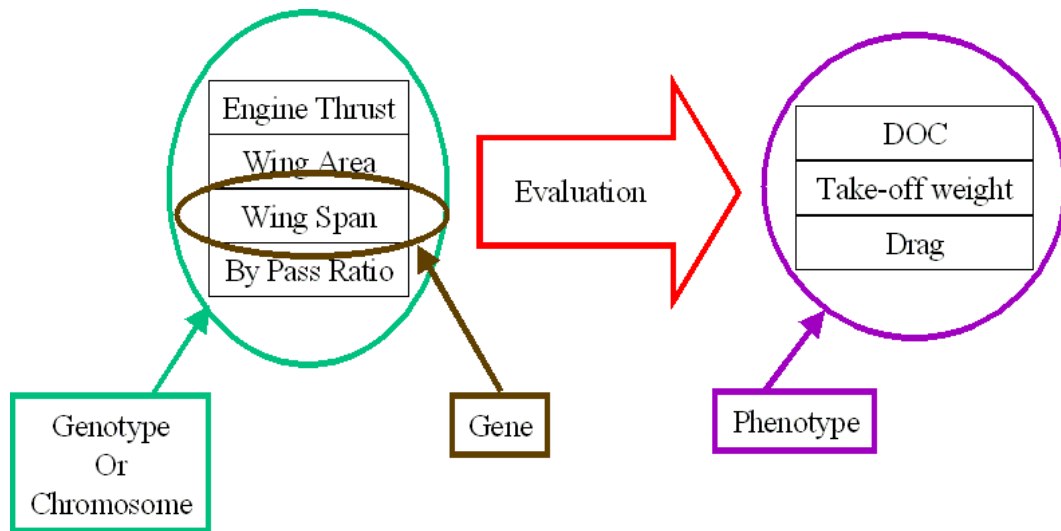 Engine Thrust
Wing Area
Wing Span
By Pass Ratio
Evaluation
DOC
Take-off weight
Drag
Genotype
Or
Chromosome
Gene
Phenotype